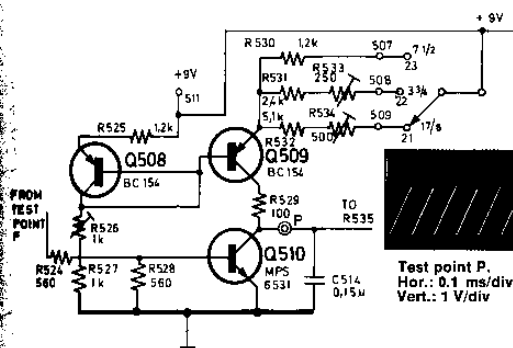 + 9V
R530 1,2k 507 7 1/2
23
+9V
511
R531 R533
250 508 3 3/4
22
2,4k R534
5,1k 509 1 7/8
21
R532 500
R525 1,2k
Q508
BC 154
Q509
BC 154
FROM
TEST
POINT
F
R526
1k
R529
100 P
TO
R535
R524
560
R527
1k
R528
560
Q510
MPS
6531
C514
0,15µ
Test point P.
Hor.: 0.1 ms/div
Vert.: 1 V/div